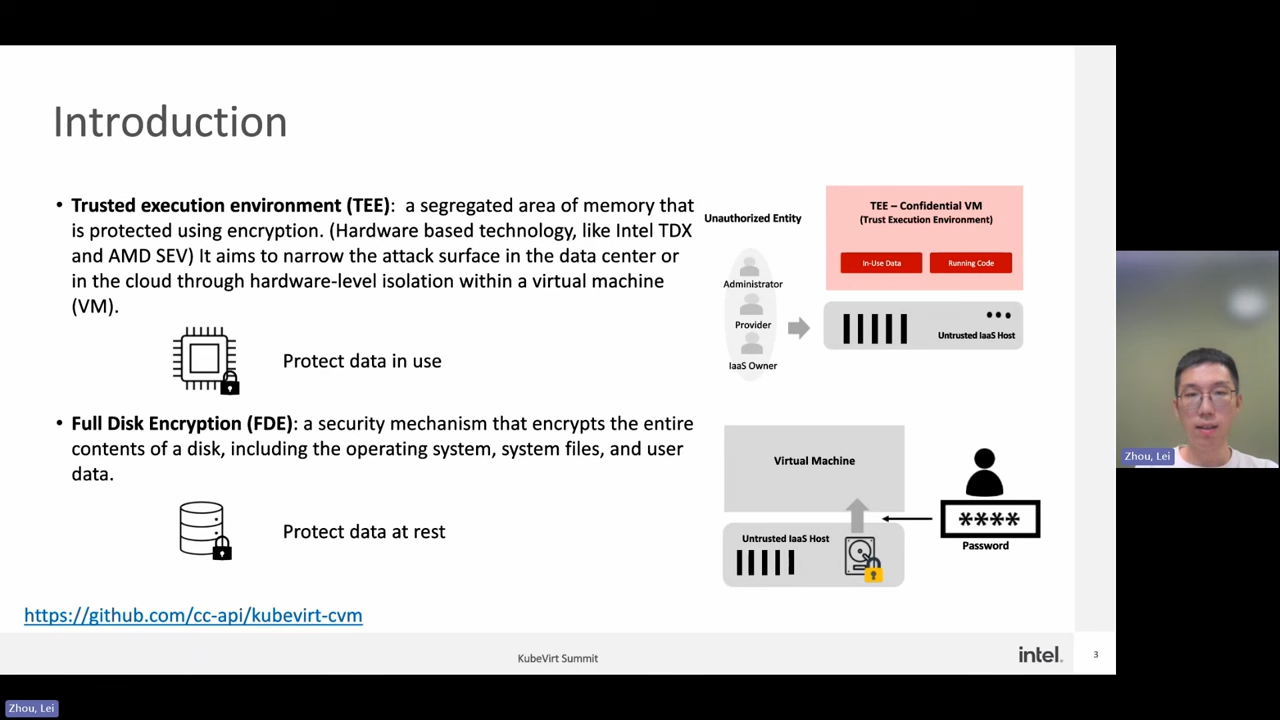 Introduction
• Trusted execution environment (TEE): a segregated area of memory that
is protected using encryption. (Hardware based technology, like Intel TDX
and AMD SEV) It aims to narrow the attack surface in the data center or
in the cloud through hardware-level isolation within a virtual machine
(VM).
Protect data in use
• Full Disk Encryption (FDE): a security mechanism that encrypts the entire
contents of a disk, including the operating system, system files, and user
data.
Protect data at rest
https://github.com/cc-api/kubevirt-cvm
Unauthorized Entity
Administrator
Provider
IaaS Owner
TEE – Confidential VM
(Trust Execution Environment)
In-Use Data
Running Code
Untrusted IaaS Host
Virtual Machine
Untrusted IaaS Host
****
Password
KubeVirt Summit
intel.
3
Zhou, Lei
Zhou, Lei